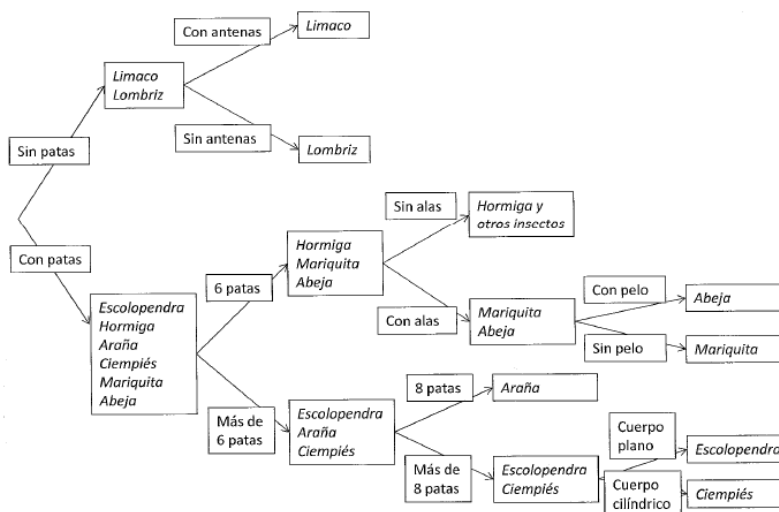 Con antenas
Limaco
Limaco
Lombriz
Sin patas
Sin antenas
Lombriz
Con patas
Sin alas
Hormiga y
otros insectos
Hormiga
Mariquita
Abeja
6 patas
Con alas
Mariquita
Abeja
Con pelo
Abeja
Sin pelo
Mariquita
Escolopendra
Hormiga
Araña
Ciempiés
Mariquita
Abeja
Más de
6 patas
Escolopendra
Araña
Ciempiés
8 patas
Araña
Más de
8 patas
Escolopendra
Ciempiés
Cuerpo
plano
Escolopendra
Cuerpo
cilíndrico
Ciempiés